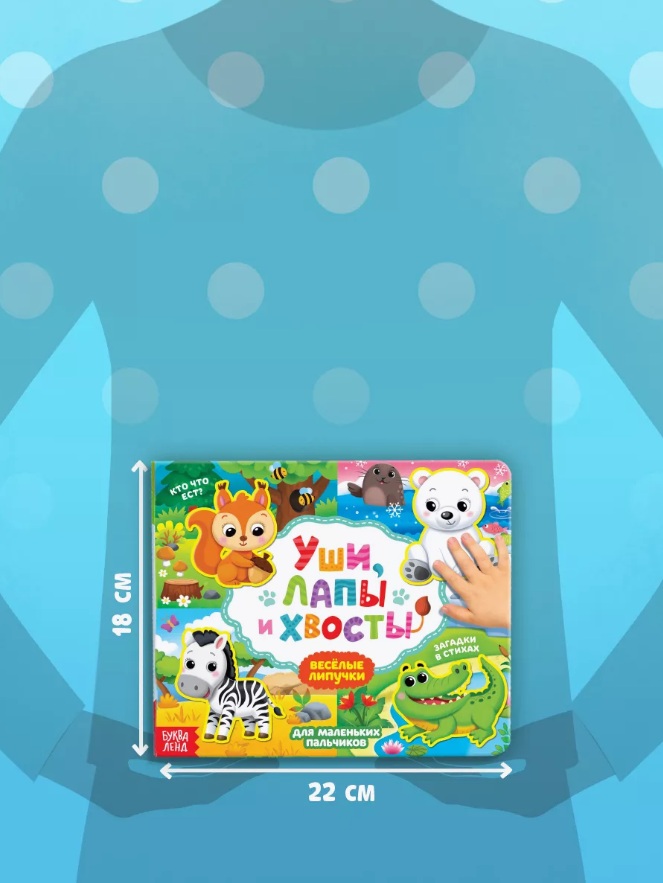 КТО ЧТО
ЕСТ?
УШИ,
ЛАПЫ
И ХВОСТЫ
ВЕСЁЛЫЕ
ЛИПУЧКИ
ЗАГАДКИ
В СТИХАХ
ДЛЯ МАЛЕНЬКИХ
ПАЛЬЧИКОВ
БУКВА
ЛЕНД
18 СМ
22 СМ